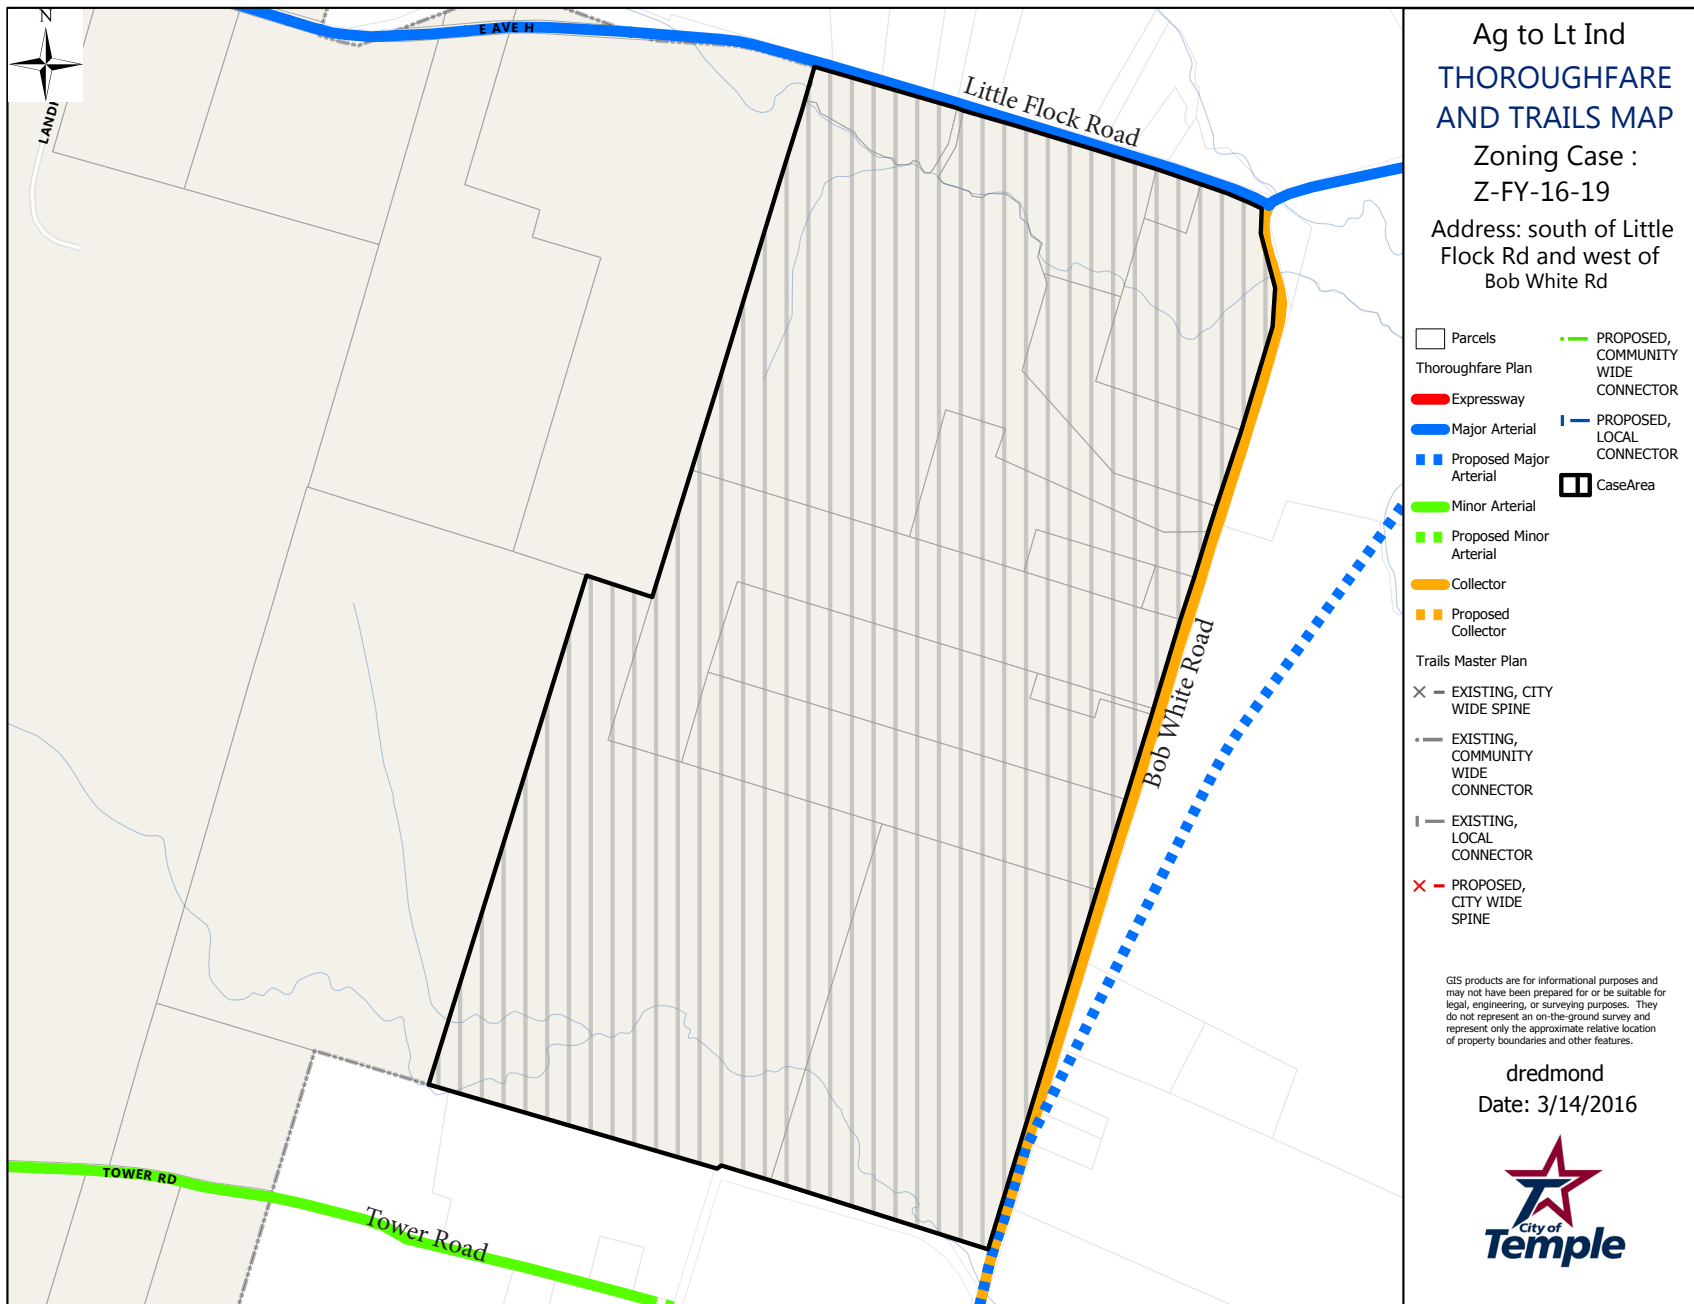 N
E AVE H
LAND
Little Flock Road
Bob White Road
TOWER RD
Tower Road
Ag to Lt Ind
THOROUGHFARE
AND TRAILS MAP
Zoning Case :
Z-FY-16-19
Address: south of Little
Flock Rd and west of
Bob White Rd
Parcels
Thoroughfare Plan
Expressway
Major Arterial
Proposed Major
Arterial
Minor Arterial
Proposed Minor
Arterial
Collector
Proposed
Collector
Trails Master Plan
EXISTING, CITY
WIDE SPINE
EXISTING,
COMMUNITY
WIDE
CONNECTOR
EXISTING,
LOCAL
CONNECTOR
PROPOSED,
CITY WIDE
SPINE
PROPOSED,
COMMUNITY
WIDE
CONNECTOR
PROPOSED,
LOCAL
CONNECTOR
CaseArea
GIS products are for informational purposes and
may not have been prepared for or be suitable for
legal, engineering, or surveying purposes. They
do not represent an on-the-ground survey and
represent only the approximate relative location
of property boundaries and other features.
dredmond
Date: 3/14/2016
City of
Temple